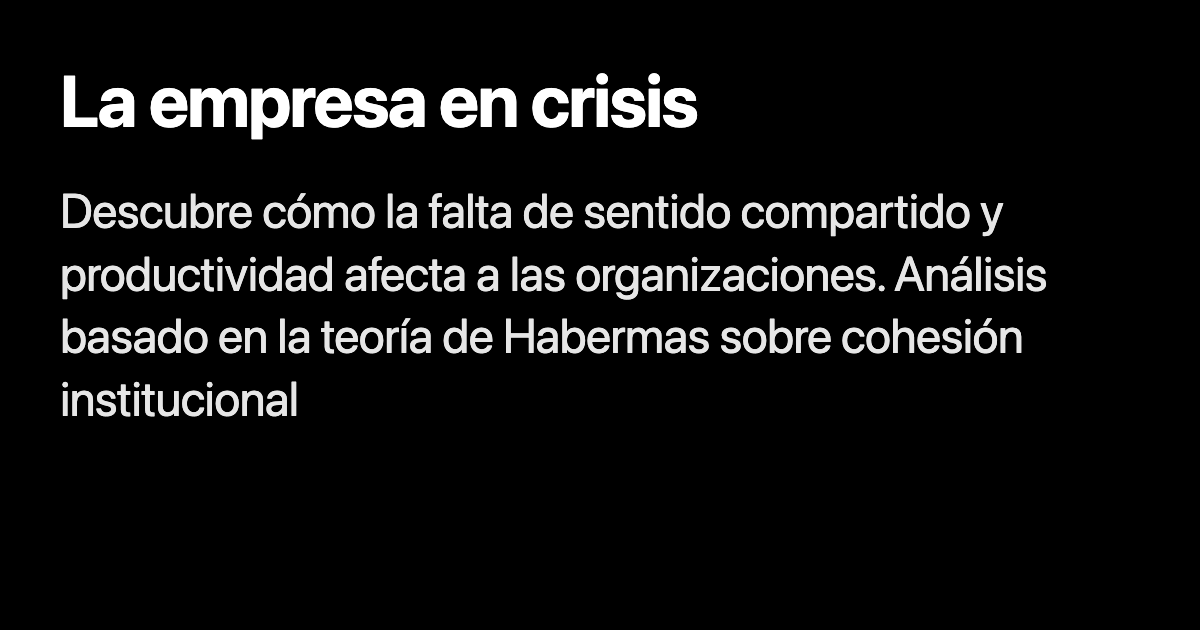 La empresa en crisis
Descubre cómo la falta de sentido compartido y
productividad afecta a las organizaciones. Análisis
basado en la teoría de Habermas sobre cohesión
institucional